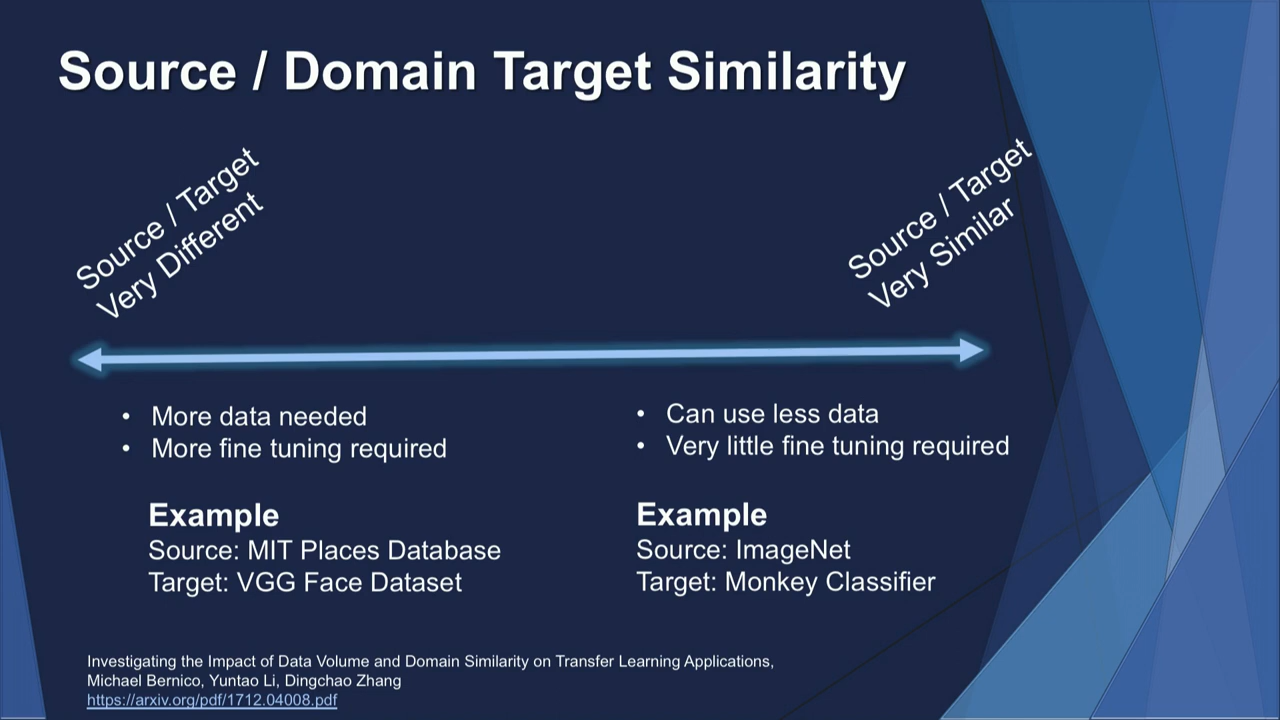 Source / Domain Target Similarity
Source / Target
Very Different
Source / Target
Very Similar
• More data needed
• More fine tuning required
• Can use less data
• Very little fine tuning required
Example
Source: MIT Places Database
Target: VGG Face Dataset
Example
Source: ImageNet
Target: Monkey Classifier
Investigating the Impact of Data Volume and Domain Similarity on Transfer Learning Applications,
Michael Bernico, Yuntao Li, Dingchao Zhang
https://arxiv.org/pdf/1712.04008.pdf